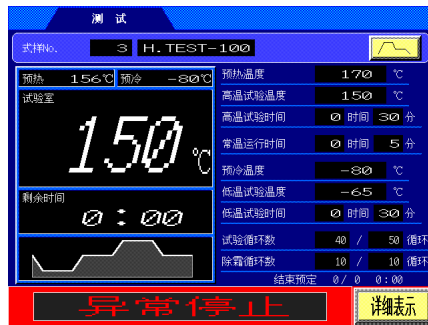 测 试
式样No. 3 H.TEST-100
预热 156℃ 预冷 -80℃
试验室
150℃
剩余时间
0:00
预热温度 170 ℃
高温试验温度 150 ℃
高温试验时间 0 时间 30 分
常温运行时间 0 时间 5 分
预冷温度 -80 ℃
低温试验温度 -65 ℃
低温试验时间 0 时间 30 分
试验循环数 40 / 50 循环
除霜循环数 10 / 10 循环
结束预定 0/ 0 0:00
异常停止
详细表示